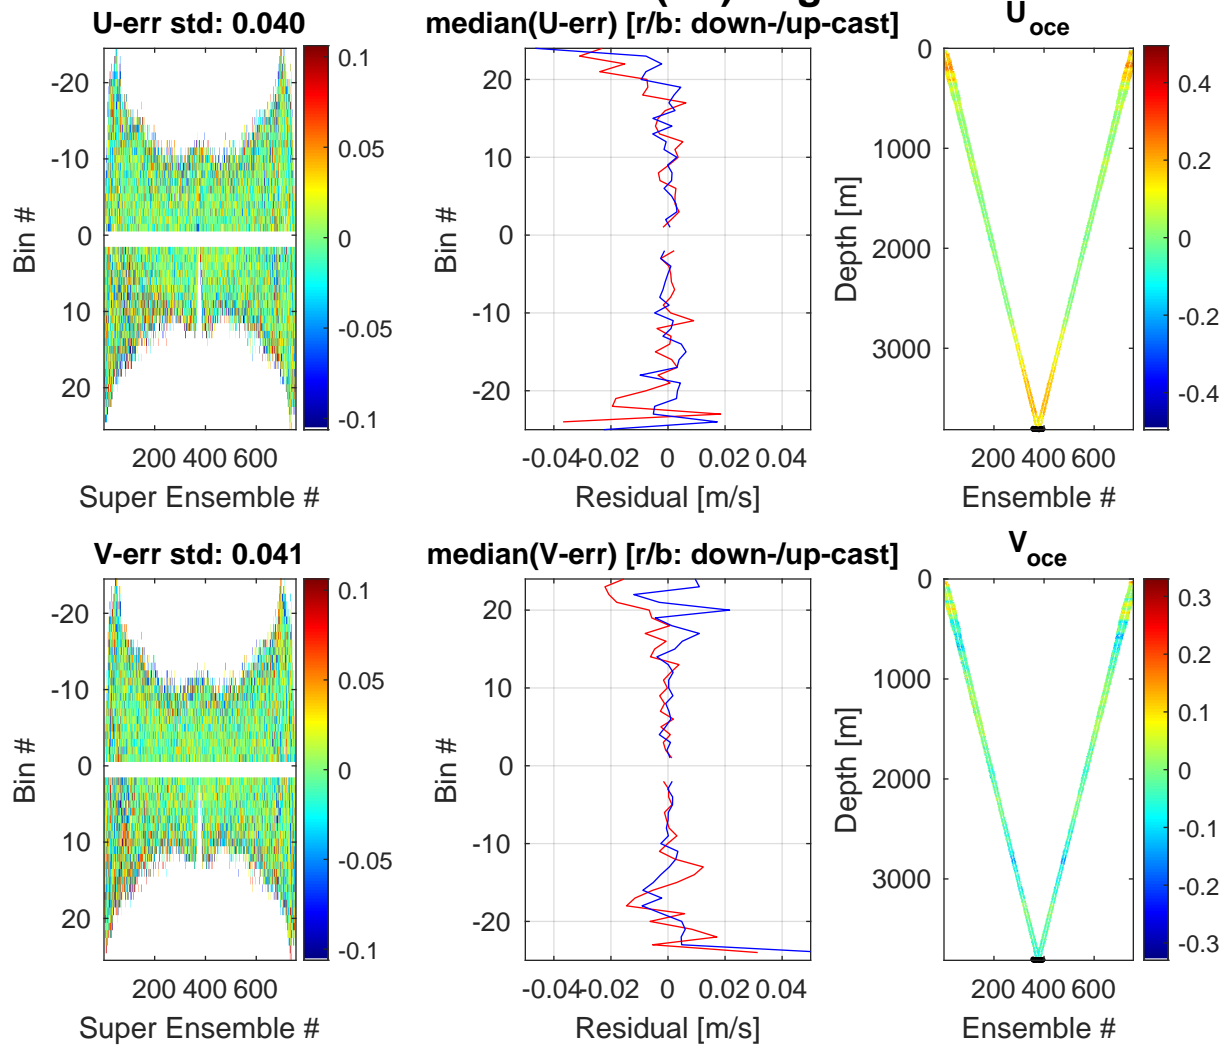 U-err std: 0.040
median(U-err) [r/b: down-/up-cast]
U_oce
-20
-10
0
10
20
Bin #
200 400 600
Super Ensemble #
0.1
0.05
0
-0.05
-0.1
20
10
0
-10
-20
Bin #
-0.04 -0.02 0 0.02 0.04
Residual [m/s]
0
1000
2000
3000
Depth [m]
200 400 600
Ensemble #
0.4
0.2
0
-0.2
-0.4
V-err std: 0.041
median(V-err) [r/b: down-/up-cast]
V_oce
-20
-10
0
10
20
Bin #
200 400 600
Super Ensemble #
0.1
0.05
0
-0.05
-0.1
20
10
0
-10
-20
Bin #
-0.04 -0.02 0 0.02 0.04
Residual [m/s]
0
1000
2000
3000
Depth [m]
200 400 600
Ensemble #
0.3
0.2
0.1
0
-0.1
-0.2
-0.3